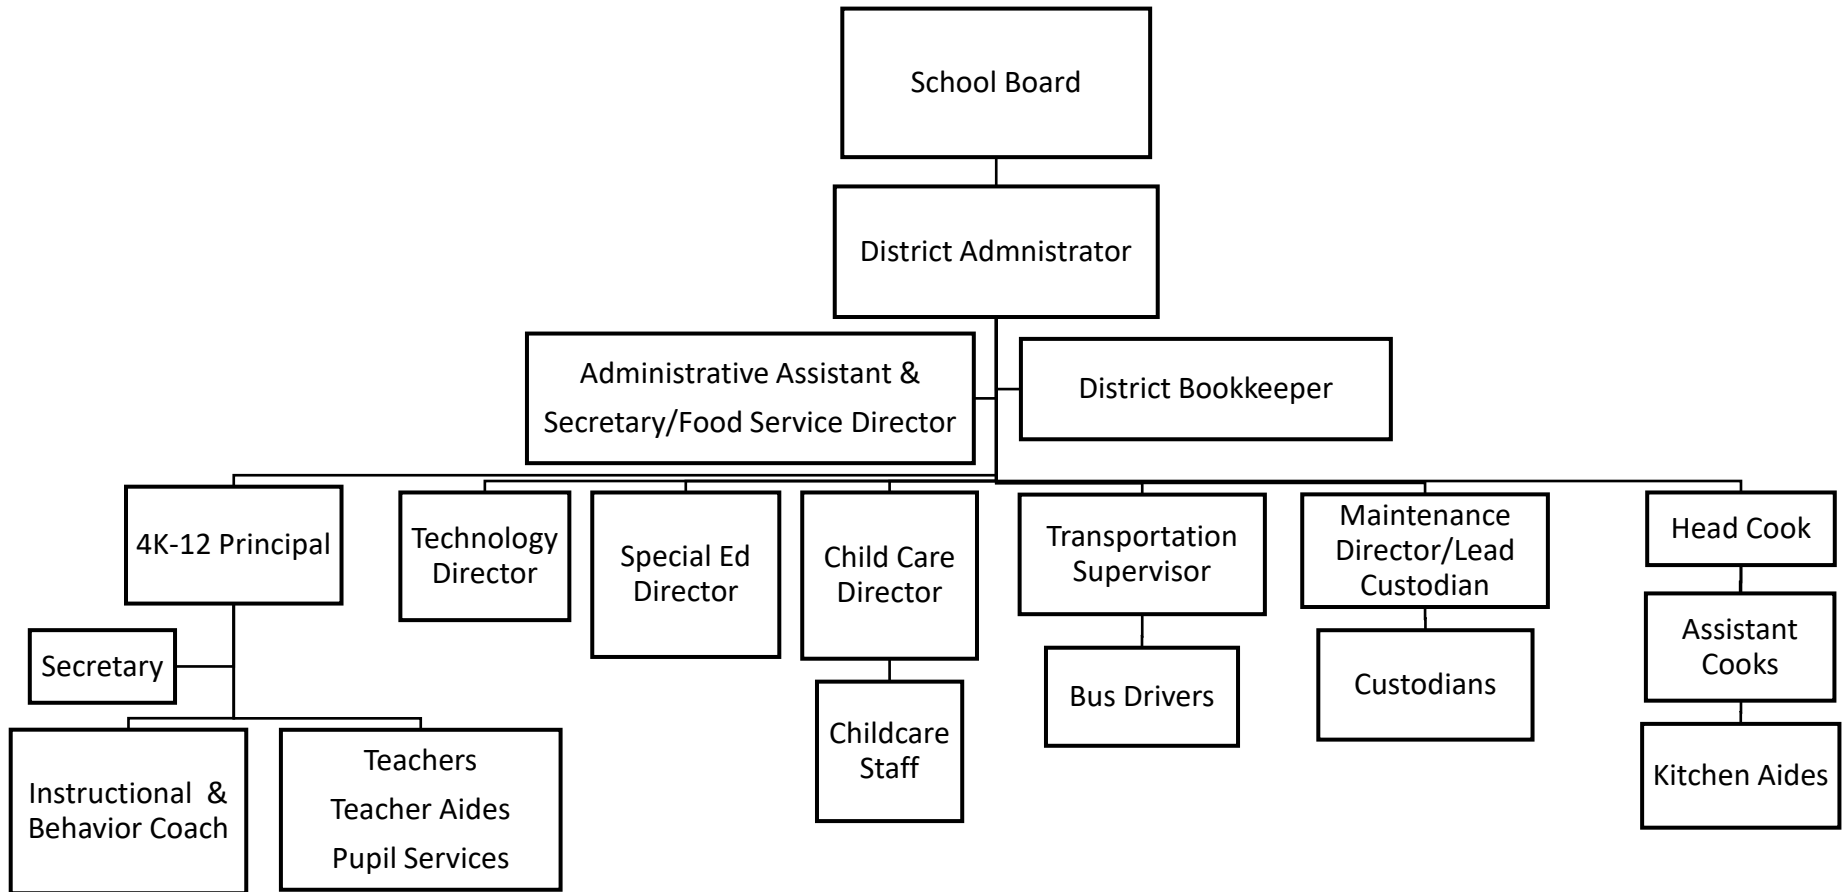 School Board
District Admnistrator
Administrative Assistant &
Secretary/Food Service Director
District Bookkeeper
4K-12 Principal
Technology
Director
Special Ed
Director
Child Care
Director
Transportation
Supervisor
Maintenance
Director/Lead
Custodian
Head Cook
Secretary
Assistant
Cooks
Childcare
Staff
Bus Drivers
Custodians
Kitchen Aides
Instructional & 
Behavior Coach
Teachers
Teacher Aides
Pupil Services